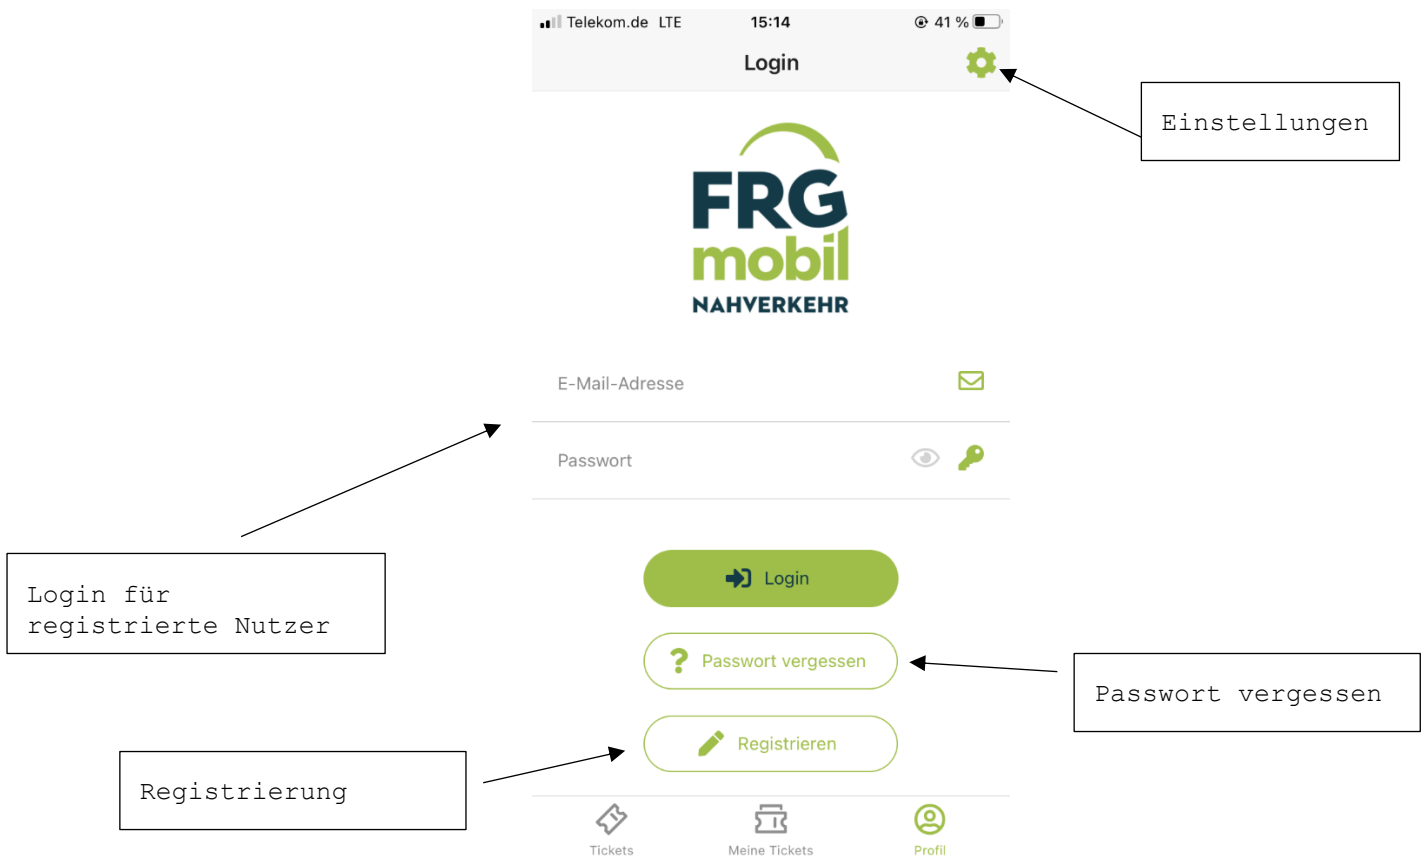 Telekom.de LTE 15:14 41 %
Login
Einstellungen
FRG
mobil
NAHVERKEHR
E-Mail-Adresse
Passwort
Login für
registrierte Nutzer
Login
Passwort vergessen
Passwort vergessen
Registrieren
Registrierung
Tickets Meine Tickets Profil